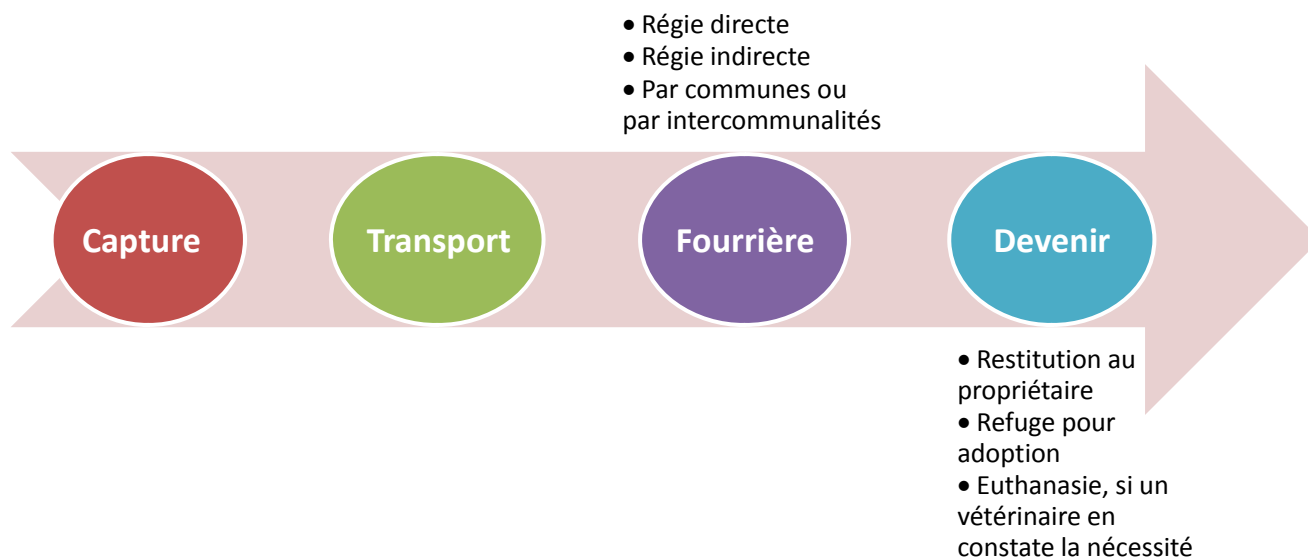 • Régie directe
• Régie indirecte
• Par communes ou
par intercommunalités
Capture
Transport
Fourrière
Devenir
• Restitution au
propriétaire
• Refuge pour
adoption
• Euthanasie, si un
vétérinaire en
constate la nécessité